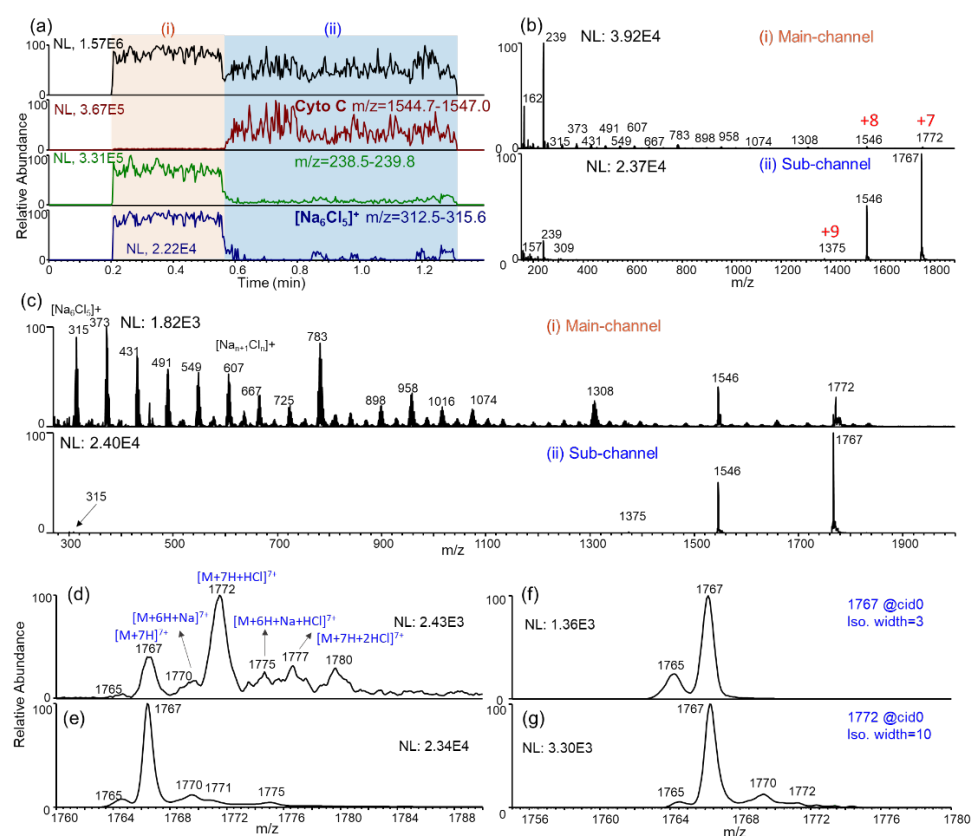 (a)
(i)
(ii)
100
NL, 1.57E6
0
100
NL, 3.67E5
Cyto C m/z=1544.7-1547.0
0
100
NL, 3.31E5
m/z=238.5-239.8
0
100
[Na6Cl5]+ m/z=312.5-315.6
NL, 2.22E4
0
0.0 0.2 0.4 0.6 0.8 1.0 1.2
Time (min)
Relative Abundance
(b)
100
239
NL: 3.92E4
(i) Main-channel
162
315 373 431 491 549 607 667 783 898 958 1074 1308
+8
1546
+7
1772
0
100
NL: 2.37E4
(ii) Sub-channel
1767
1546
+9
1375
239
157 309
0
200 400 600 800 1000 1200 1400 1600 1800
m/z
(c)
[Na6Cl5]+
100
315 373
NL: 1.82E3
(i) Main-channel
431 491 549
[Nan+1Cln]+
607 667 725 783 898 958 1016 1074 1308 1546 1772
0
100
NL: 2.40E4
(ii) Sub-channel
1767
315
1375
1546
0
300 500 700 900 1100 1300 1500 1700 1900
m/z
(d)
100
[M+7H+HCl]7+
1772
[M+6H+Na]7+
[M+7H]7+
[M+6H+Na+HCl]7+
[M+7H+2HCl]7+
NL: 2.43E3
1765 1767 1770 1775 1777 1780
0
Relative Abundance
(e)
100
1767
NL: 2.34E4
1765 1770 1771 1775
0
1760 1764 1768 1772 1776 1780 1784 1788
m/z
(f)
100
1767
1767 @cid0
Iso. width=3
NL: 1.36E3
1765
0
(g)
100
1767
1772 @cid0
Iso. width=10
NL: 3.30E3
1765 1770 1772
0
1756 1760 1764 1768 1772 1776 1780
m/z